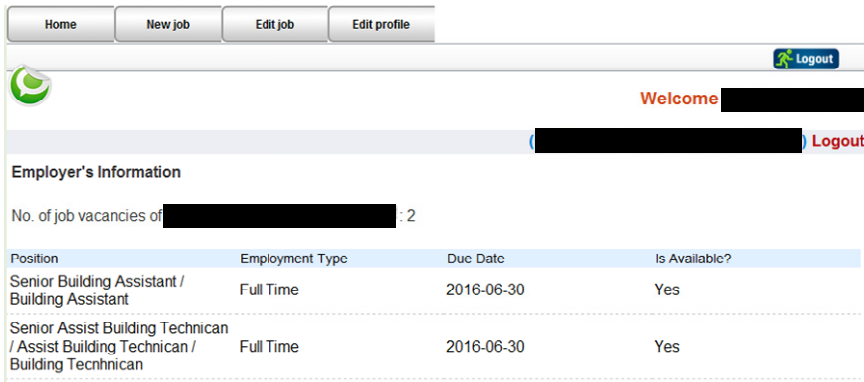 Home New job Edit job Edit profile
Logout
Welcome
( ) Logout
Employer's Information
No. of job vacancies of : 2
Position Employment Type Due Date Is Available?
Senior Building Assistant /
Building Assistant Full Time 2016-06-30 Yes
Senior Assist Building Technican
/ Assist Building Technican / Full Time 2016-06-30 Yes
Building Tecnhnican